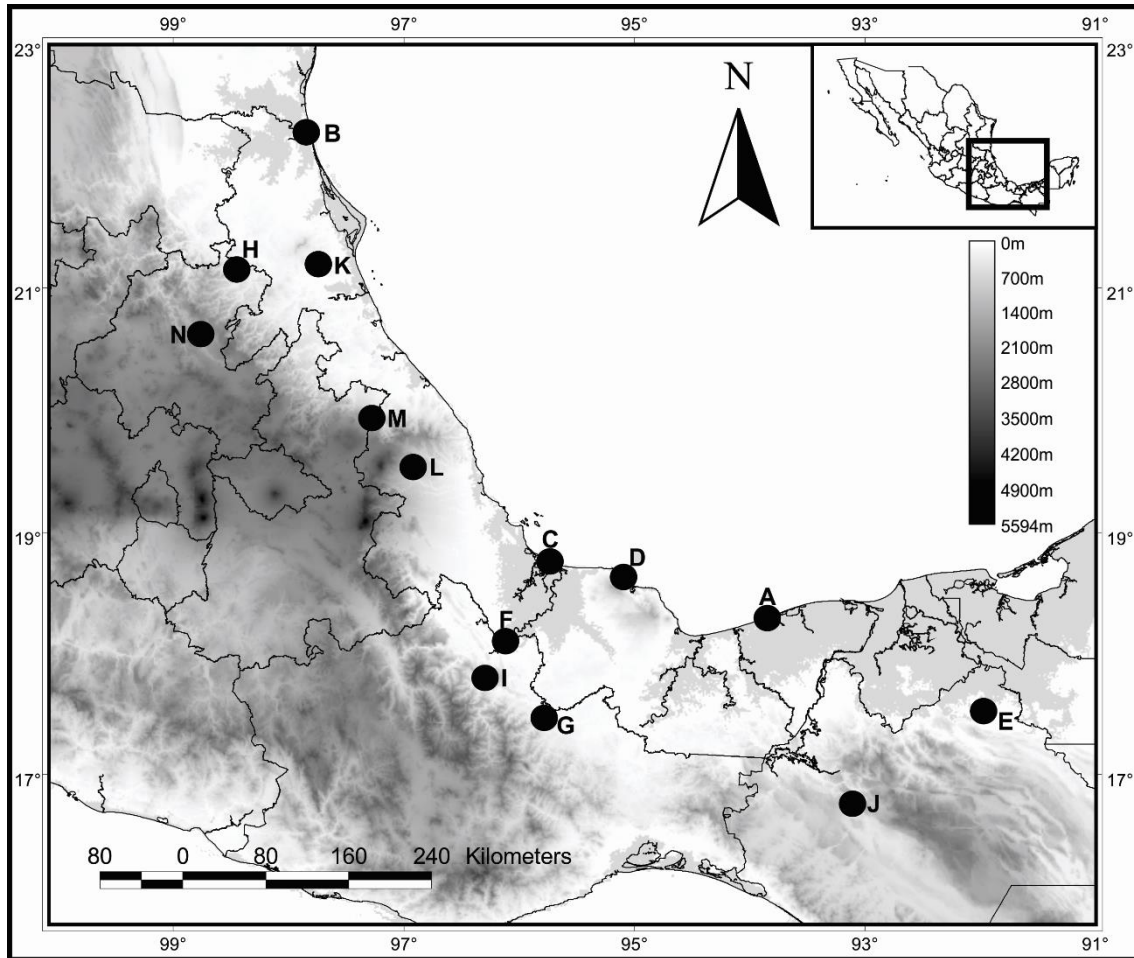 99° 97° 95° 93° 91°
23° 23°
N
B
H
K
21° 21°
N
M
L
0m
700m
1400m
2100m
2800m
3500m
4200m
4900m
5594m
19° 19°
C
D
A
F
I
G
E
17° 17°
J
80 0 80 160 240 Kilometers
99° 97° 95° 93° 91°